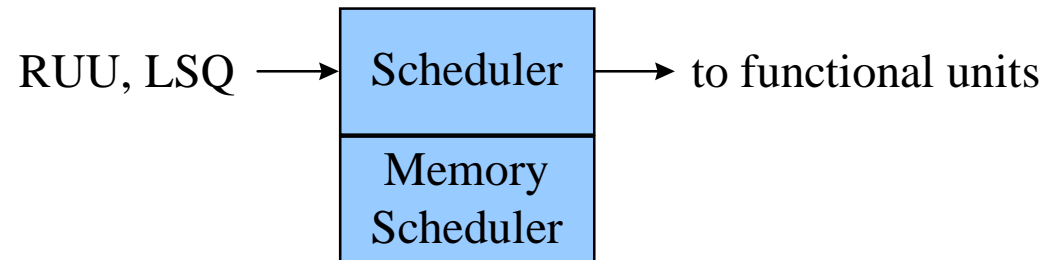 RUU, LSQ
Scheduler
to functional units
Memory
Scheduler